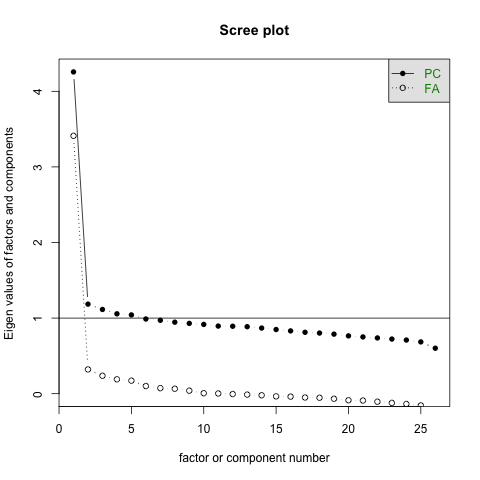 Scree plot
PC
FA
Eigen values of factors and components
4
3
2
1
0
0 5 10 15 20 25
factor or component number